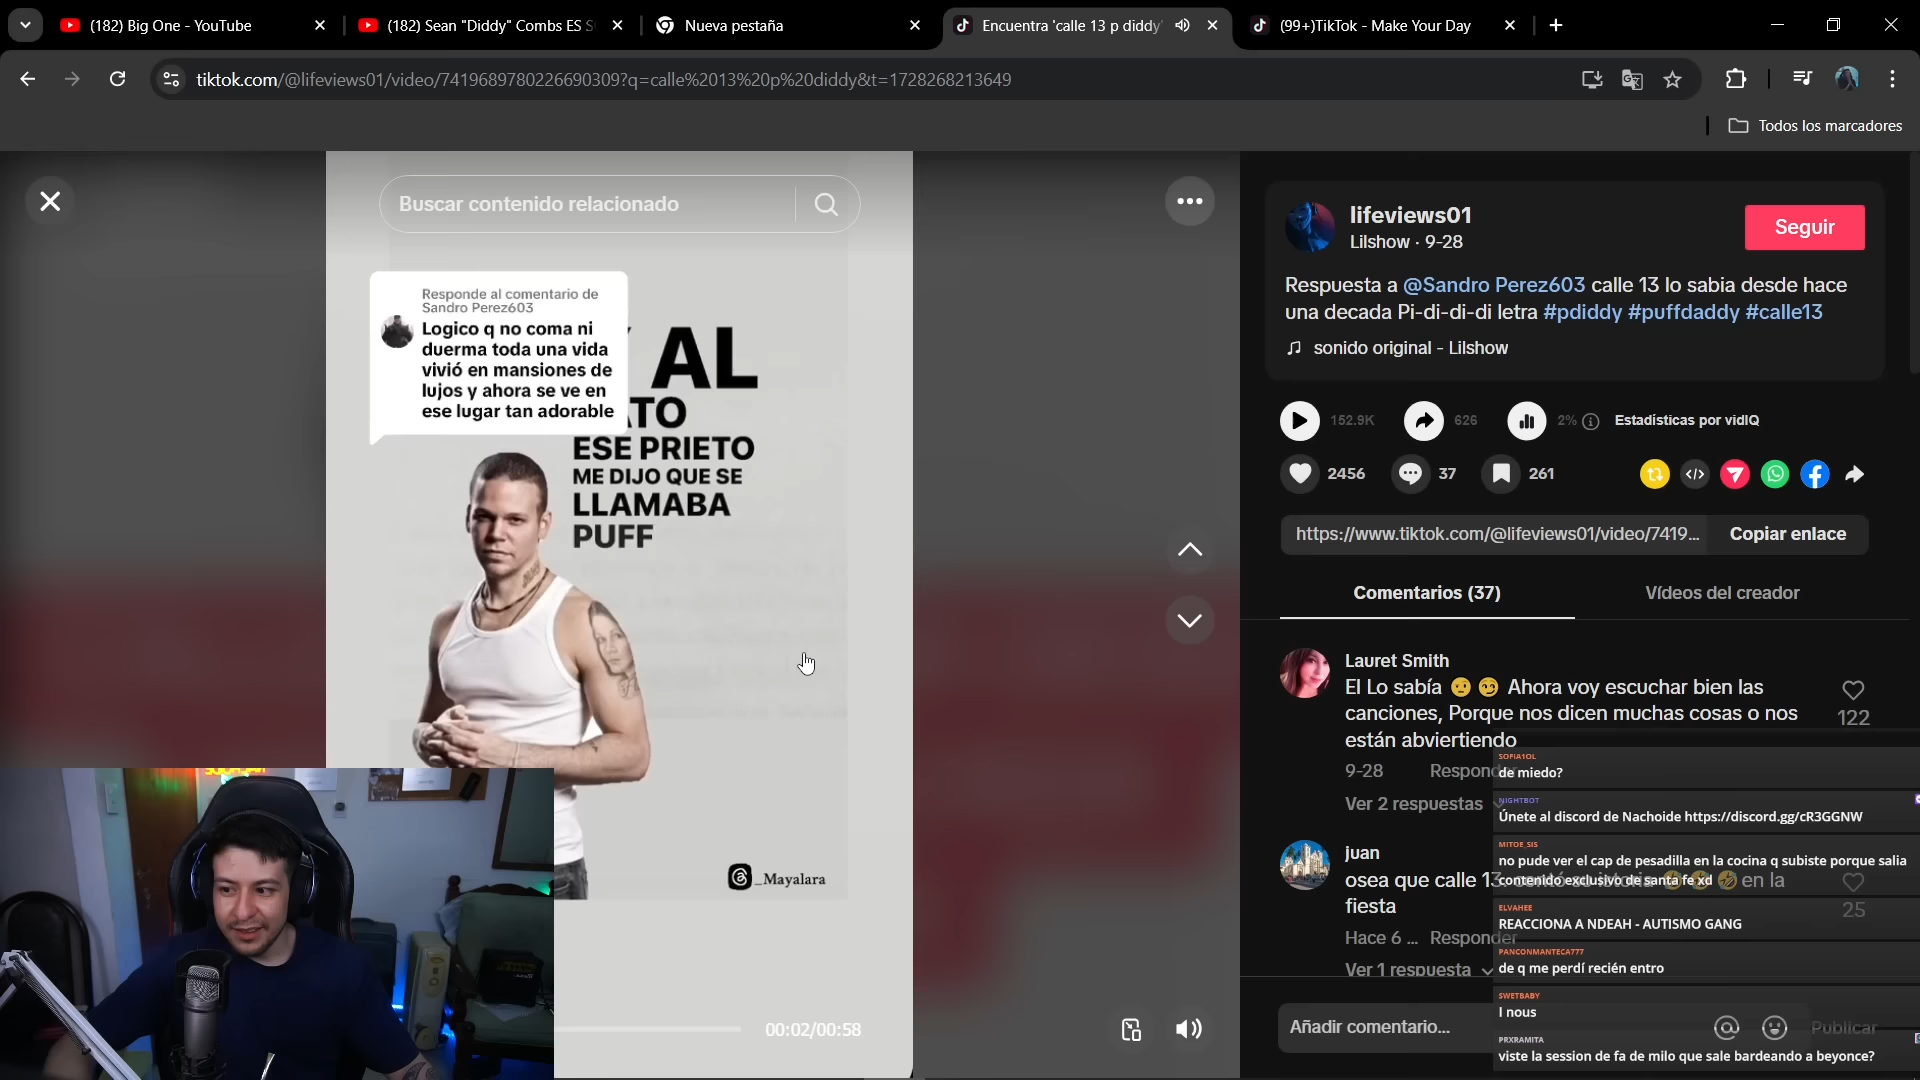 (182) Big One - YouTube
(182) Sean "Diddy" Combs ES S
Nueva pestaña
Encuentra 'calle 13 p diddy'
(99+)TikTok - Make Your Day
tiktok.com/@lifeviews01/video/7419689780226690309?q=calle%2013%20p%20diddy&t=1728268213649
Todos los marcadores
Buscar contenido relacionado
Responde al comentario de
Sandro Perez603
Logico q no coma ni
duerma toda una vida
vivió en mansiones de
lujos y ahora se ve en
ese lugar tan adorable
AL
ESE PRIETO
ME DIJO QUE SE
LLAMABA
PUFF
_Mayalara
00:02/00:58
lifeviews01
Lilshow · 9-28
Seguir
Respuesta a @Sandro Perez603 calle 13 lo sabia desde hace
una decada Pi-di-di-di letra #pdiddy #puffdaddy #calle13
sonido original - Lilshow
152.9K
626
2%
Estadísticas por vidIQ
2456
37
261
https://www.tiktok.com/@lifeviews01/video/7419...
Copiar enlace
Comentarios (37)
Vídeos del creador
Lauret Smith
El Lo sabía 😟 😏 Ahora voy escuchar bien las
canciones, Porque nos dicen muchas cosas o nos
están abviertiendo
122
9-28
Responder
Ver 2 respuestas
juan
osea que calle 13
en la
fiesta
25
Hace 6 ...
Responder
Ver 1 respuesta
Añadir comentario...
Publicar
SOFIA1OL
de miedo?
NIGHTBOT
Únete al discord de Nachoide https://discord.gg/cR3GGNW
MITOE_SIS
no pude ver el cap de pesadilla en la cocina q subiste porque salia
contenido exclusivo de santa fe xd
ELVAHEE
REACCIONA A NDEAH - AUTISMO GANG
PANCONMANTECA777
de q me perdí recién entro
SWETBABY
I nous
PRXRAMITA
viste la session de fa de milo que sale bardeando a beyonce?